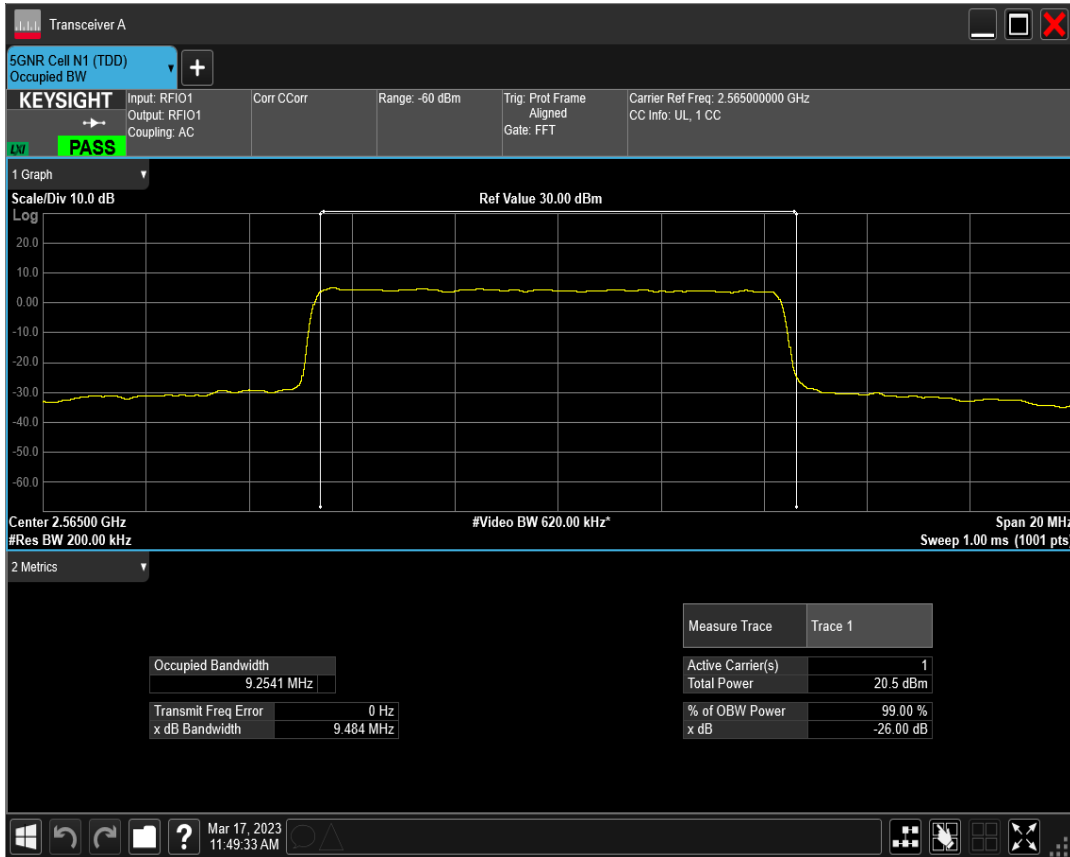 Transceiver A
5GNR Cell N1 (TDD)
Occupied BW
+
KEYSIGHT
LXI
PASS
Input: RFIO1
Output: RFIO1
Coupling: AC
Corr CCorr
Range: -60 dBm
Trig: Prot Frame
Aligned
Gate: FFT
Carrier Ref Freq: 2.565000000 GHz
CC Info: UL, 1 CC
1 Graph
Scale/Div 10.0 dB
Ref Value 30.00 dBm
Log
20.0
10.0
0.00
-10.0
-20.0
-30.0
-40.0
-50.0
-60.0
Center 2.56500 GHz
#Video BW 620.00 kHz*
Span 20 MHz
#Res BW 200.00 kHz
Sweep 1.00 ms (1001 pts)
2 Metrics
Measure Trace Trace 1
Occupied Bandwidth
9.2541 MHz
Active Carrier(s) 1
Total Power 20.5 dBm
Transmit Freq Error 0 Hz
x dB Bandwidth 9.484 MHz
% of OBW Power 99.00 %
x dB -26.00 dB
?
Mar 17, 2023
11:49:33 AM